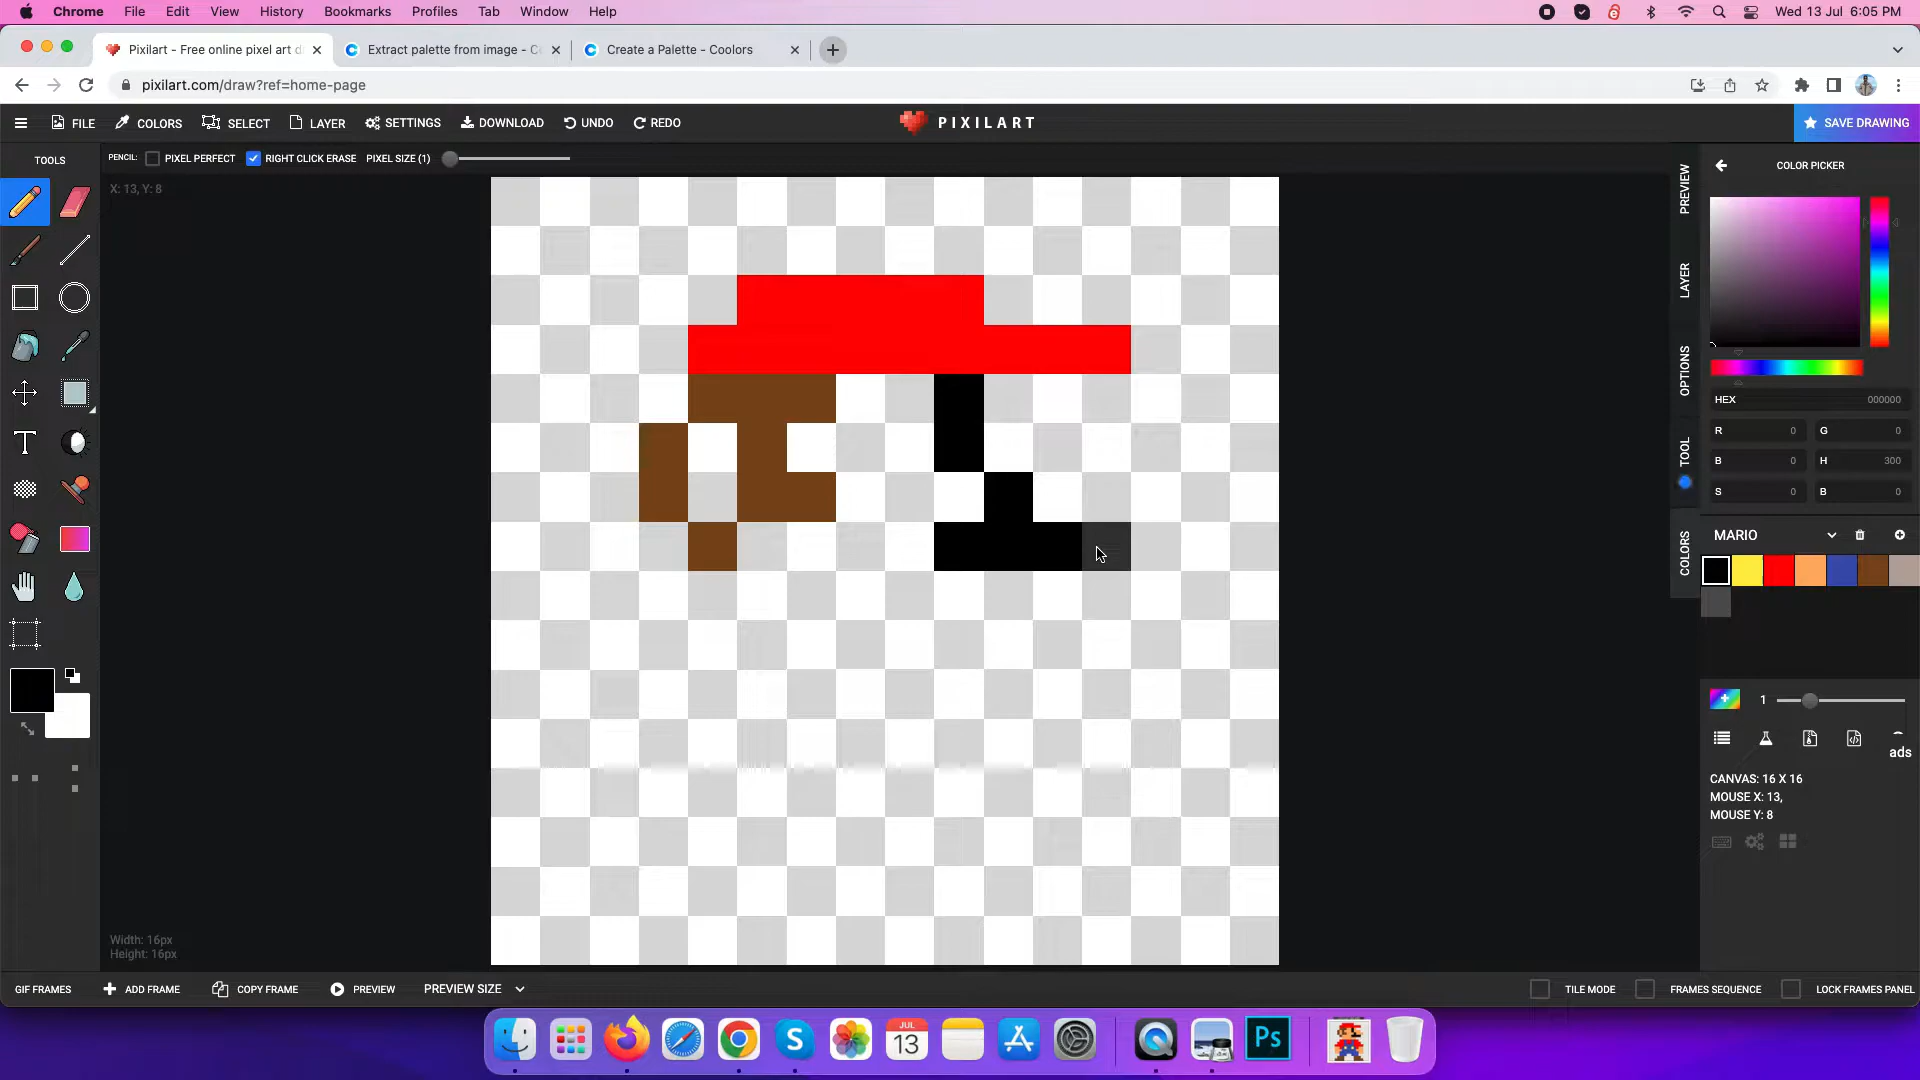 Chrome File Edit View History Bookmarks Profiles Tab Window Help Wed 13 Jul 6:05 PM
Pixilart - Free online pixel art d Extract palette from image - C Create a Palette - Coolors
pixilart.com/draw?ref=home-page
FILE COLORS SELECT LAYER SETTINGS DOWNLOAD UNDO REDO PIXILART SAVE DRAWING
TOOLS PENCIL: PIXEL PERFECT RIGHT CLICK ERASE PIXEL SIZE (1) COLOR PICKER
X: 13, Y: 8
PREVIEW
LAYER
OPTIONS
TOOL
COLORS
HEX 000000
R 0 G 0
B 0 H 300
S 0 B 0
MARIO
T
1
ads
CANVAS: 16 X 16
MOUSE X: 13,
MOUSE Y: 8
Width: 16px
Height: 16px
GIF FRAMES ADD FRAME COPY FRAME PREVIEW PREVIEW SIZE TILE MODE FRAMES SEQUENCE LOCK FRAMES PANEL
JUL
13
S
Ps